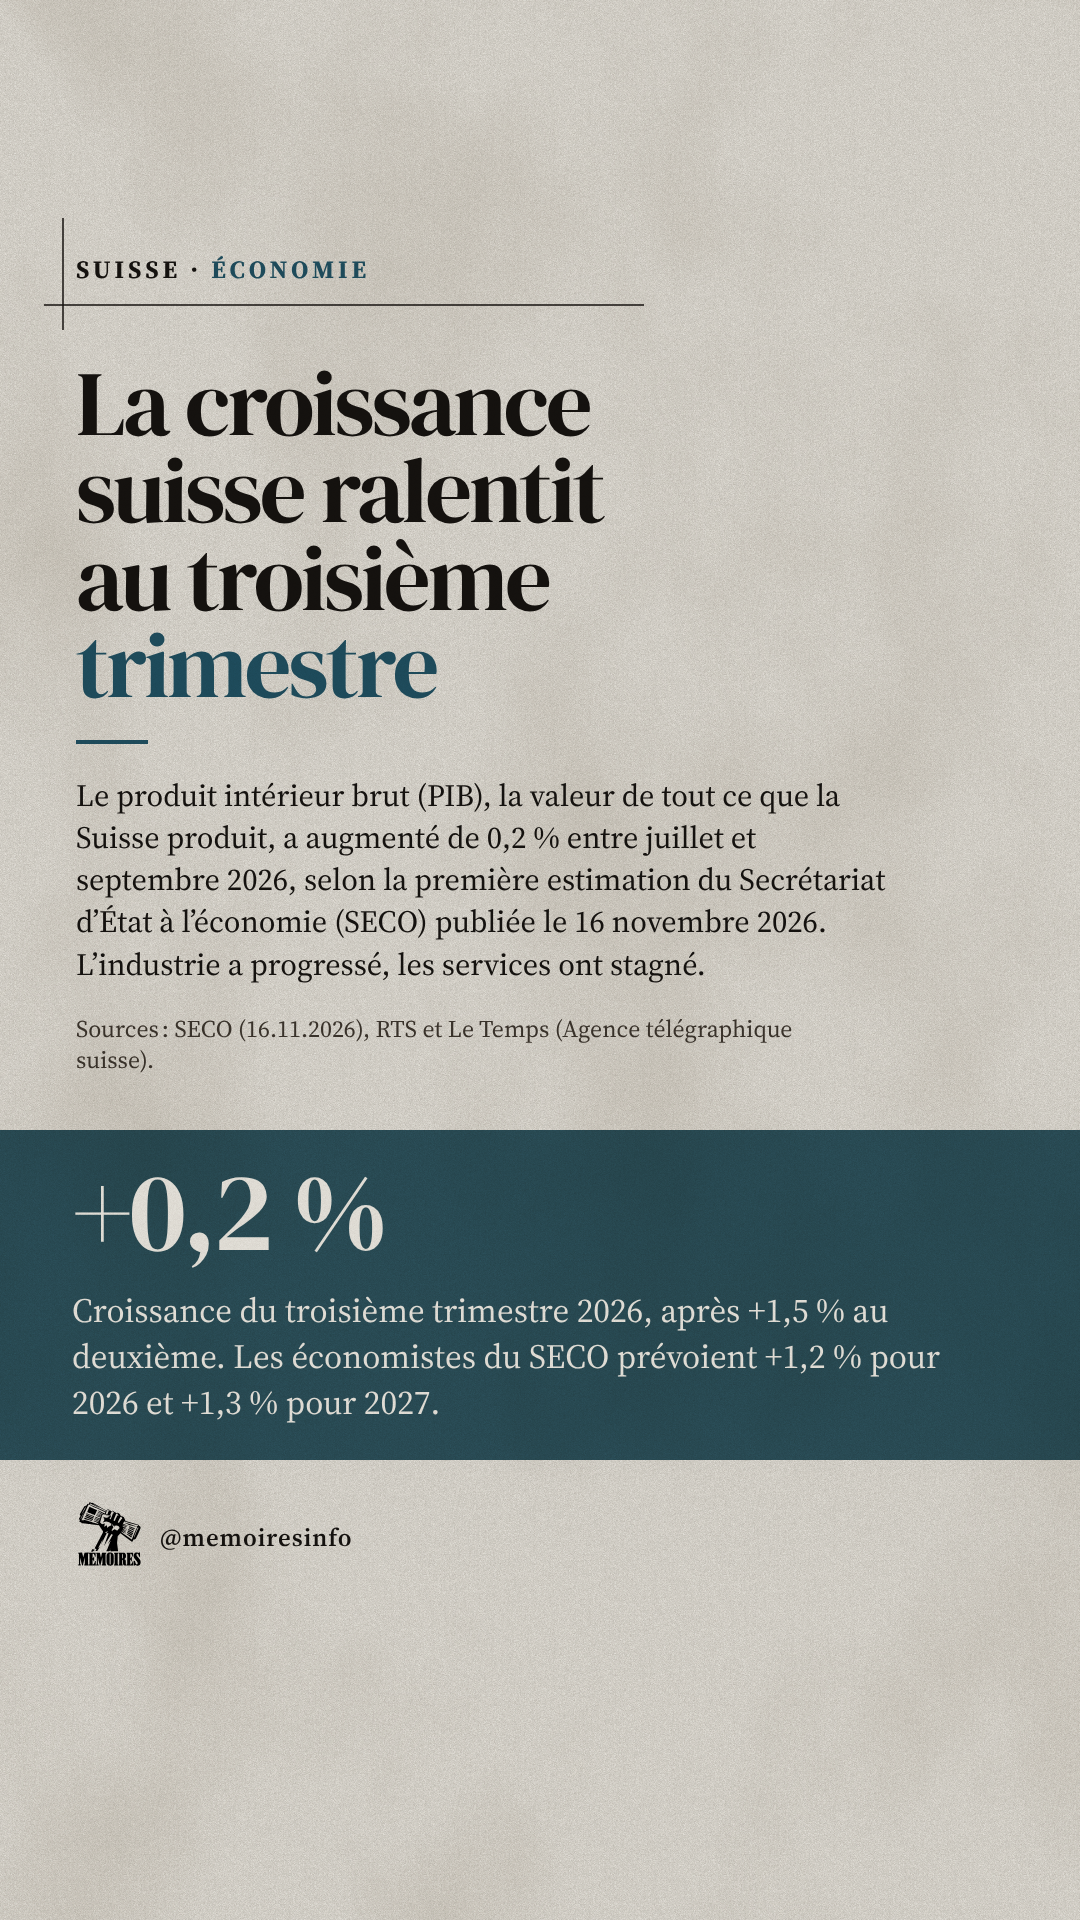 SUISSE · ÉCONOMIE
La croissance
suisse ralentit
au troisième
trimestre
Le produit intérieur brut (PIB), la valeur de tout ce que la
Suisse produit, a augmenté de 0,2 % entre juillet et
septembre 2026, selon la première estimation du Secrétariat
d’État à l’économie (SECO) publiée le 16 novembre 2026.
L’industrie a progressé, les services ont stagné.
Sources : SECO (16.11.2026), RTS et Le Temps (Agence télégraphique
suisse).
+0,2 %
Croissance du troisième trimestre 2026, après +1,5 % au
deuxième. Les économistes du SECO prévoient +1,2 % pour
2026 et +1,3 % pour 2027.
MÉMOIRES
@memoiresinfo